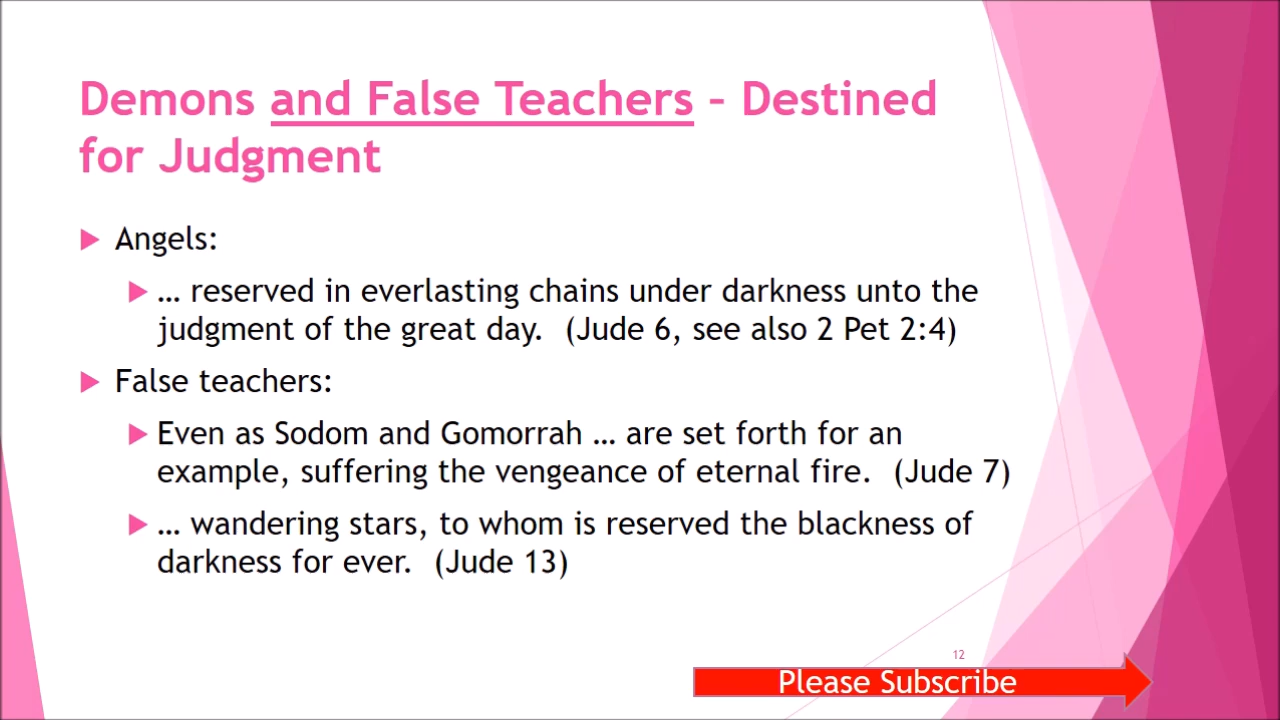 Demons and False Teachers – Destined
for Judgment
Angels:
… reserved in everlasting chains under darkness unto the
judgment of the great day.  (Jude 6, see also 2 Pet 2:4)
False teachers:
Even as Sodom and Gomorrah … are set forth for an
example, suffering the vengeance of eternal fire.  (Jude 7)
… wandering stars, to whom is reserved the blackness of
darkness for ever.  (Jude 13)
12
Please Subscribe